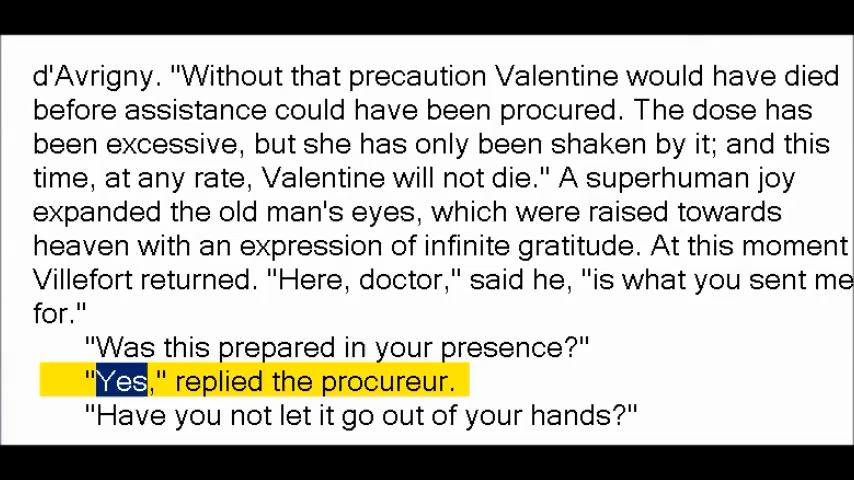 d'Avrigny. "Without that precaution Valentine would have died
before assistance could have been procured. The dose has
been excessive, but she has only been shaken by it; and this
time, at any rate, Valentine will not die." A superhuman joy
expanded the old man's eyes, which were raised towards
heaven with an expression of infinite gratitude. At this moment
Villefort returned. "Here, doctor," said he, "is what you sent me
for."
"Was this prepared in your presence?"
"Yes," replied the procureur.
"Have you not let it go out of your hands?"